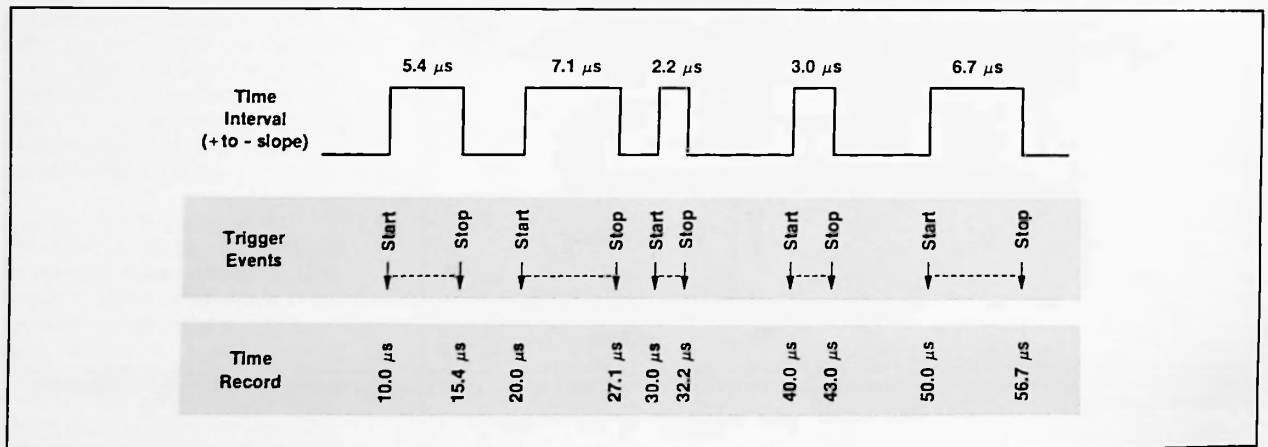 5.4 μs 7.1 μs 2.2 μs 3.0 μs 6.7 μs
Time
Interval
(+to - slope)
Trigger
Events
Start Stop Start Stop Start Stop Start Stop Start Stop
Time
Record
10.0 μs 15.4 μs 20.0 μs 27.1 μs 30.0 μs 32.2 μs 40.0 μs 43.0 μs 50.0 μs 56.7 μs